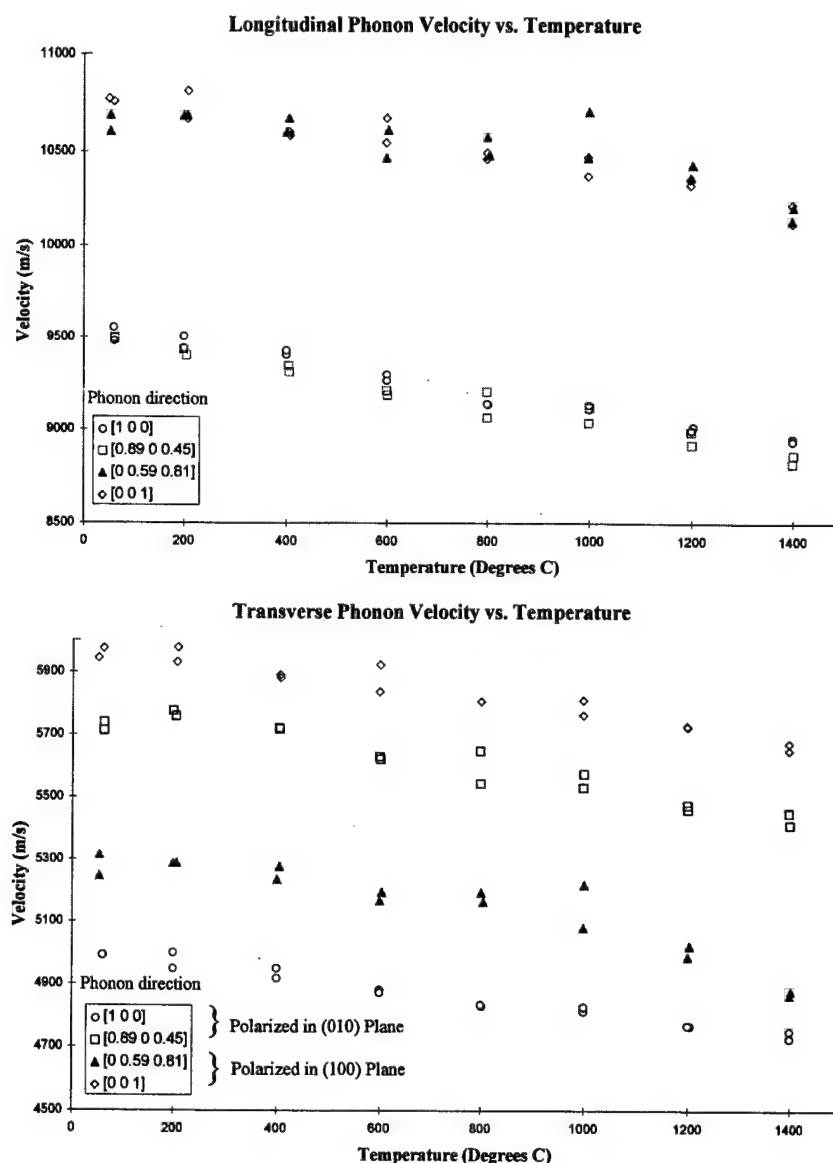 Longitudinal Phonon Velocity vs. Temperature
11000
10500
10000
9500
9000
8500
Velocity (m/s)
Phonon direction
[1 0 0]
[0.89 0 0.45]
[0 0.59 0.81]
[0 0 1]
0 200 400 600 800 1000 1200 1400
Temperature (Degrees C)
Transverse Phonon Velocity vs. Temperature
5900
5700
5500
5300
5100
4900
4700
4500
Velocity (m/s)
Phonon direction
[1 0 0]
[0.89 0 0.45]
Polarized in (010) Plane
[0 0.59 0.81]
[0 0 1]
Polarized in (100) Plane
0 200 400 600 800 1000 1200 1400
Temperature (Degrees C)